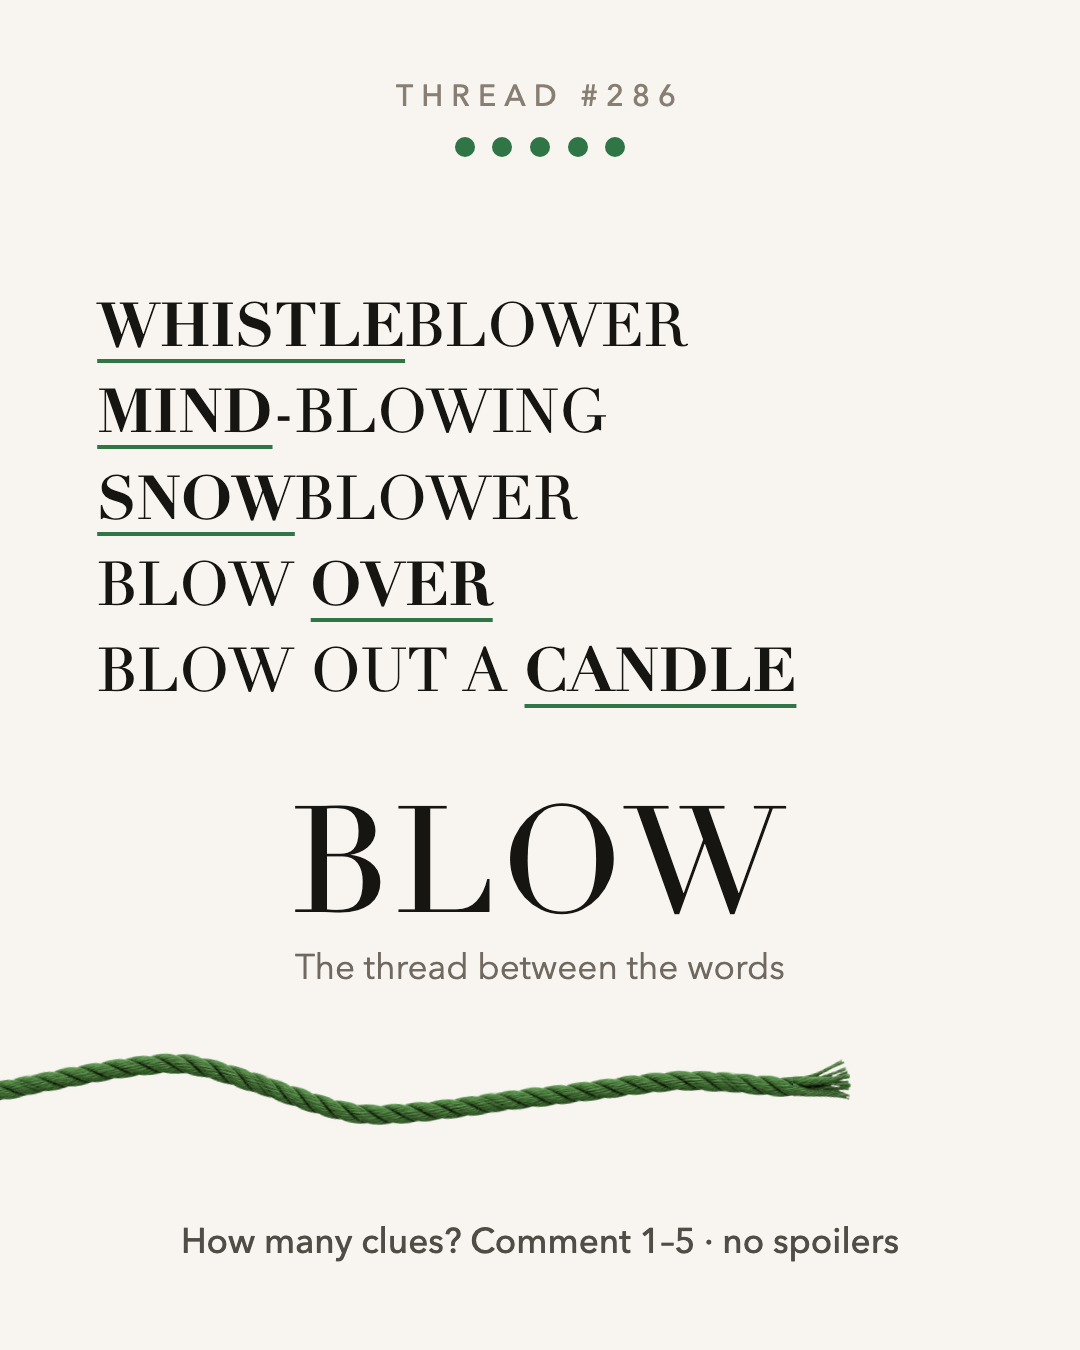 THREAD #286
WHISTLEBLOWER
MIND-BLOWING
SNOWBLOWER
BLOW OVER
BLOW OUT A CANDLE
BLOW
The thread between the words
How many clues? Comment 1–5 · no spoilers